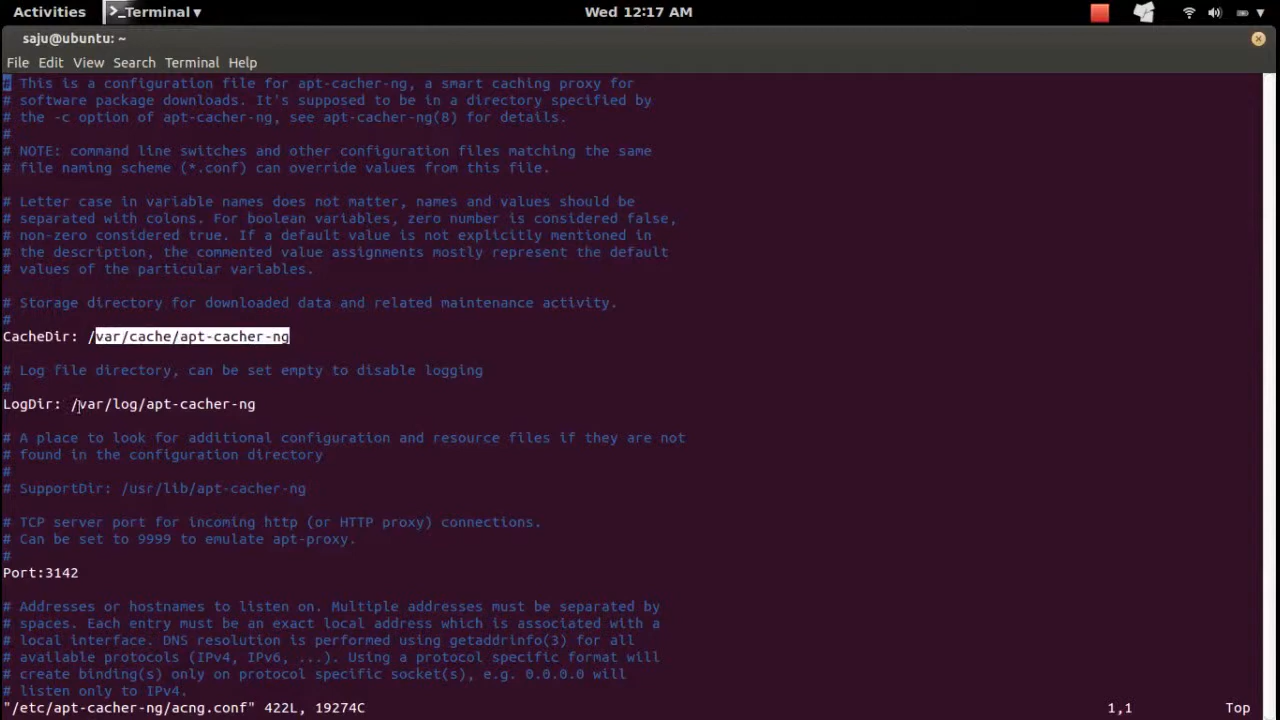 Activities
Terminal
Wed 12:17 AM
saju@ubuntu: ~
File Edit View Search Terminal Help
# This is a configuration file for apt-cacher-ng, a smart caching proxy for
# software package downloads. It's supposed to be in a directory specified by
# the -c option of apt-cacher-ng, see apt-cacher-ng(8) for details.
#
# NOTE: command line switches and other configuration files matching the same
# file naming scheme (*.conf) can override values from this file.
# Letter case in variable names does not matter, names and values should be
# separated with colons. For boolean variables, zero number is considered false,
# non-zero considered true. If a default value is not explicitly mentioned in
# the description, the commented value assignments mostly represent the default
# values of the particular variables.
# Storage directory for downloaded data and related maintenance activity.
#
CacheDir: /var/cache/apt-cacher-ng
# Log file directory, can be set empty to disable logging
#
LogDir: /var/log/apt-cacher-ng
# A place to look for additional configuration and resource files if they are not
# found in the configuration directory
#
# SupportDir: /usr/lib/apt-cacher-ng
# TCP server port for incoming http (or HTTP proxy) connections.
# Can be set to 9999 to emulate apt-proxy.
#
Port:3142
# Addresses or hostnames to listen on. Multiple addresses must be separated by
# spaces. Each entry must be an exact local address which is associated with a
# local interface. DNS resolution is performed using getaddrinfo(3) for all
# available protocols (IPv4, IPv6, ...). Using a protocol specific format will
# create binding(s) only on protocol specific socket(s), e.g. 0.0.0.0 will
# listen only to IPv4.
"/etc/apt-cacher-ng/acng.conf" 422L, 19274C 1,1 Top